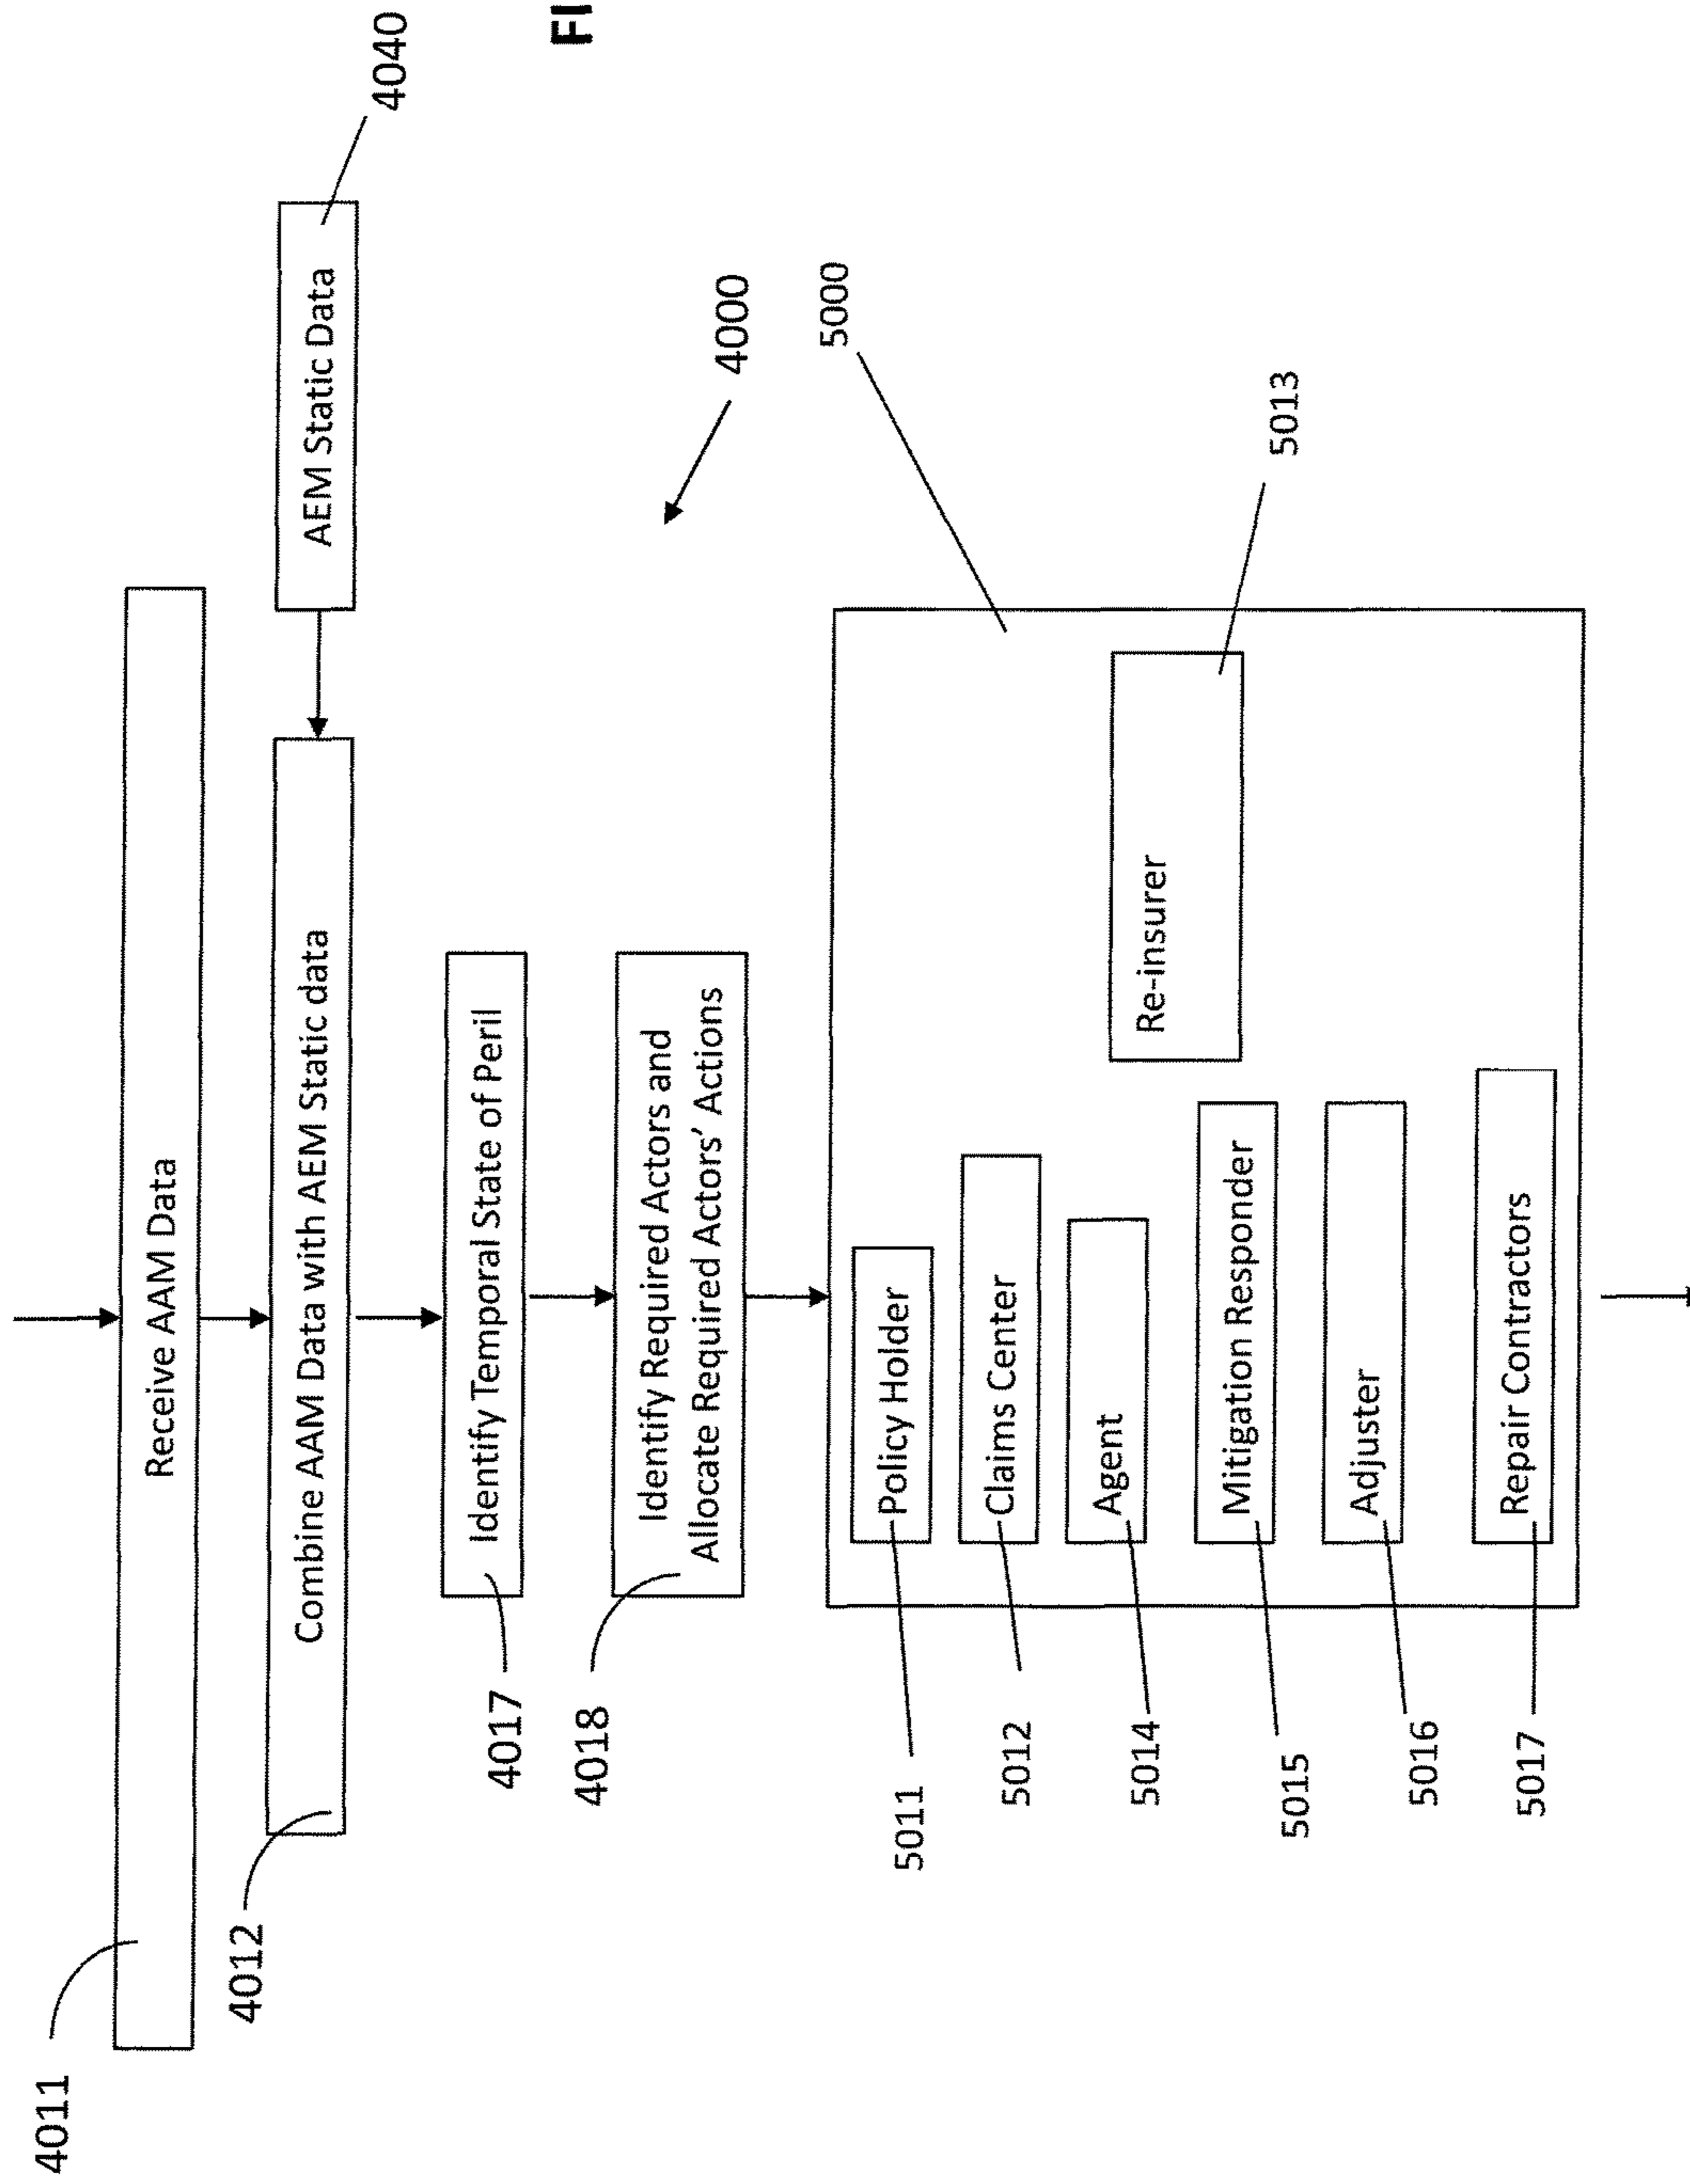 4011
Receive AAM Data
4012
Combine AAM Data with AEM Static data
AEM Static Data
4040
4017
Identify Temporal State of Peril
4018
Identify Required Actors and
Allocate Required Actors' Actions
4000
5000
5011
Policy Holder
5012
Claims Center
5014
Agent
Re-insurer
5013
5015
Mitigation Responder
5016
Adjuster
5017
Repair Contractors
FI